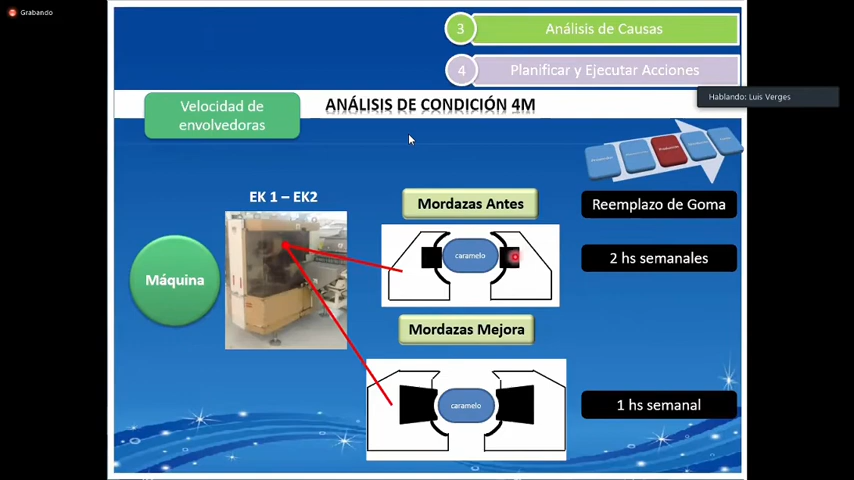 Grabando
3
Análisis de Causas
4
Planificar y Ejecutar Acciones
Hablando: Luis Verges
Velocidad de
envolvedoras
ANÁLISIS DE CONDICIÓN 4M
EK 1 – EK2
Mordazas Antes
Reemplazo de Goma
caramelo
2 hs semanales
Máquina
Mordazas Mejora
caramelo
1 hs semanal